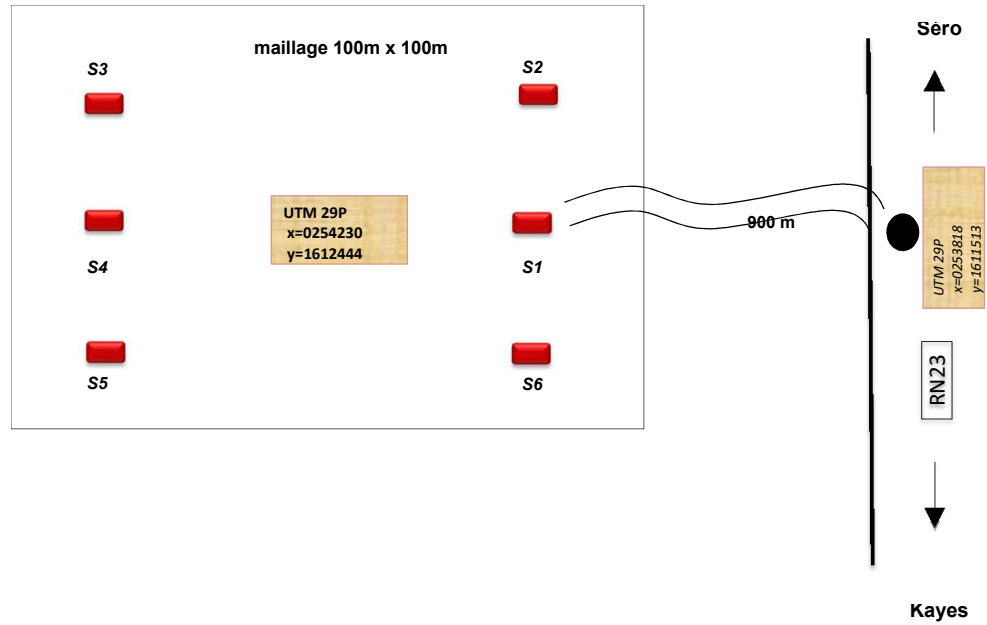 Séro
maillage 100m x 100m
S3
S2
UTM 29P
x=0254230
y=1612444
900 m
UTM 29P
x=0253818
y=1611513
S4
S1
RN23
S5
S6
Kayes